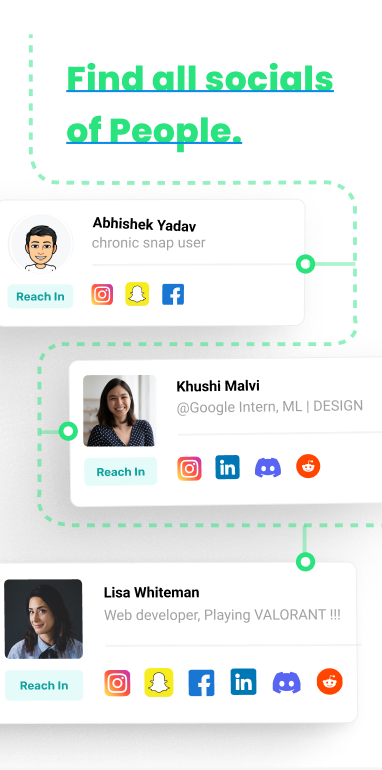 Find all socials
of People.
Abhishek Yadav
chronic snap user
Reach In
Khushi Malvi
@Google Intern, ML | DESIGN
Reach In
Lisa Whiteman
Web developer, Playing VALORANT !!!
Reach In